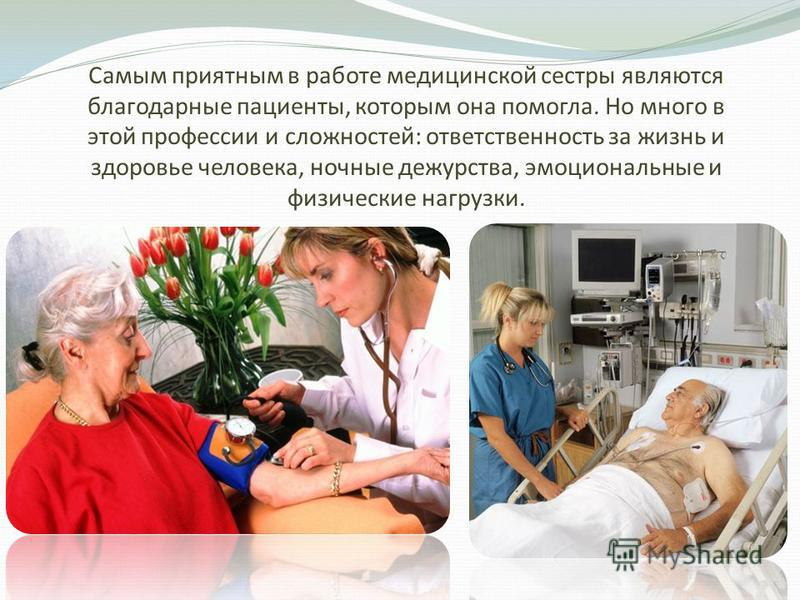 Самым приятным в работе медицинской сестры являются
благодарные пациенты, которым она помогла. Но много в
этой профессии и сложностей: ответственность за жизнь и
здоровье человека, ночные дежурства, эмоциональные и
физические нагрузки.
MyShared